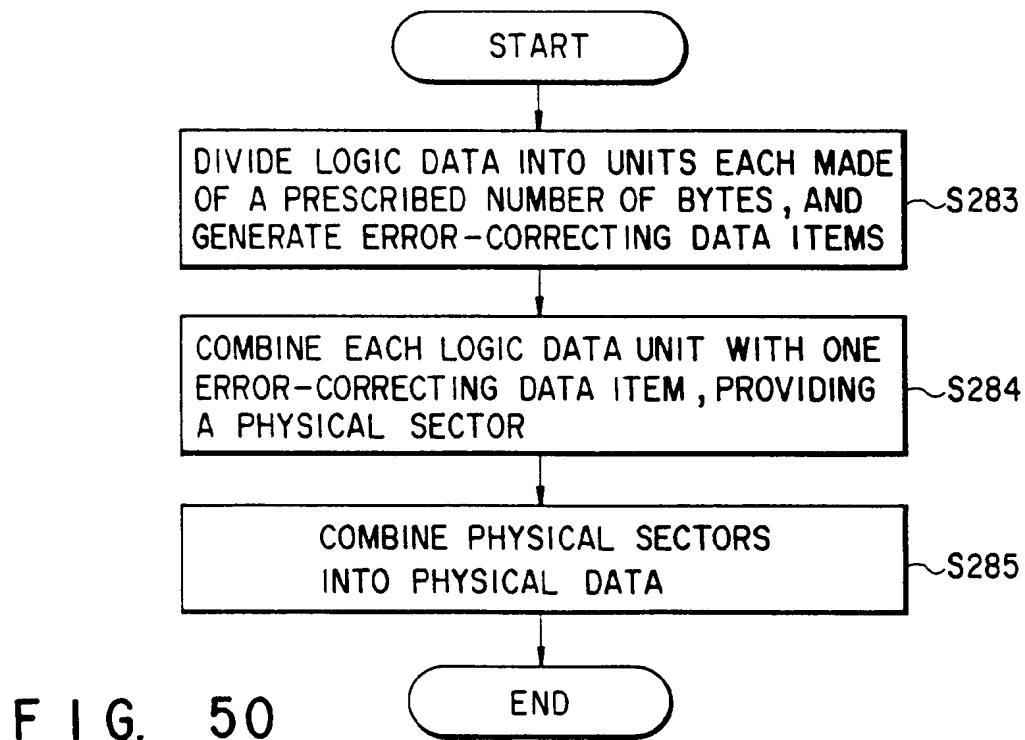 START
DIVIDE LOGIC DATA INTO UNITS EACH MADE
OF A PRESCRIBED NUMBER OF BYTES, AND
GENERATE ERROR-CORRECTING DATA ITEMS
S283
COMBINE EACH LOGIC DATA UNIT WITH ONE
ERROR-CORRECTING DATA ITEM, PROVIDING
A PHYSICAL SECTOR
S284
COMBINE PHYSICAL SECTORS
INTO PHYSICAL DATA
S285
END
FIG. 50